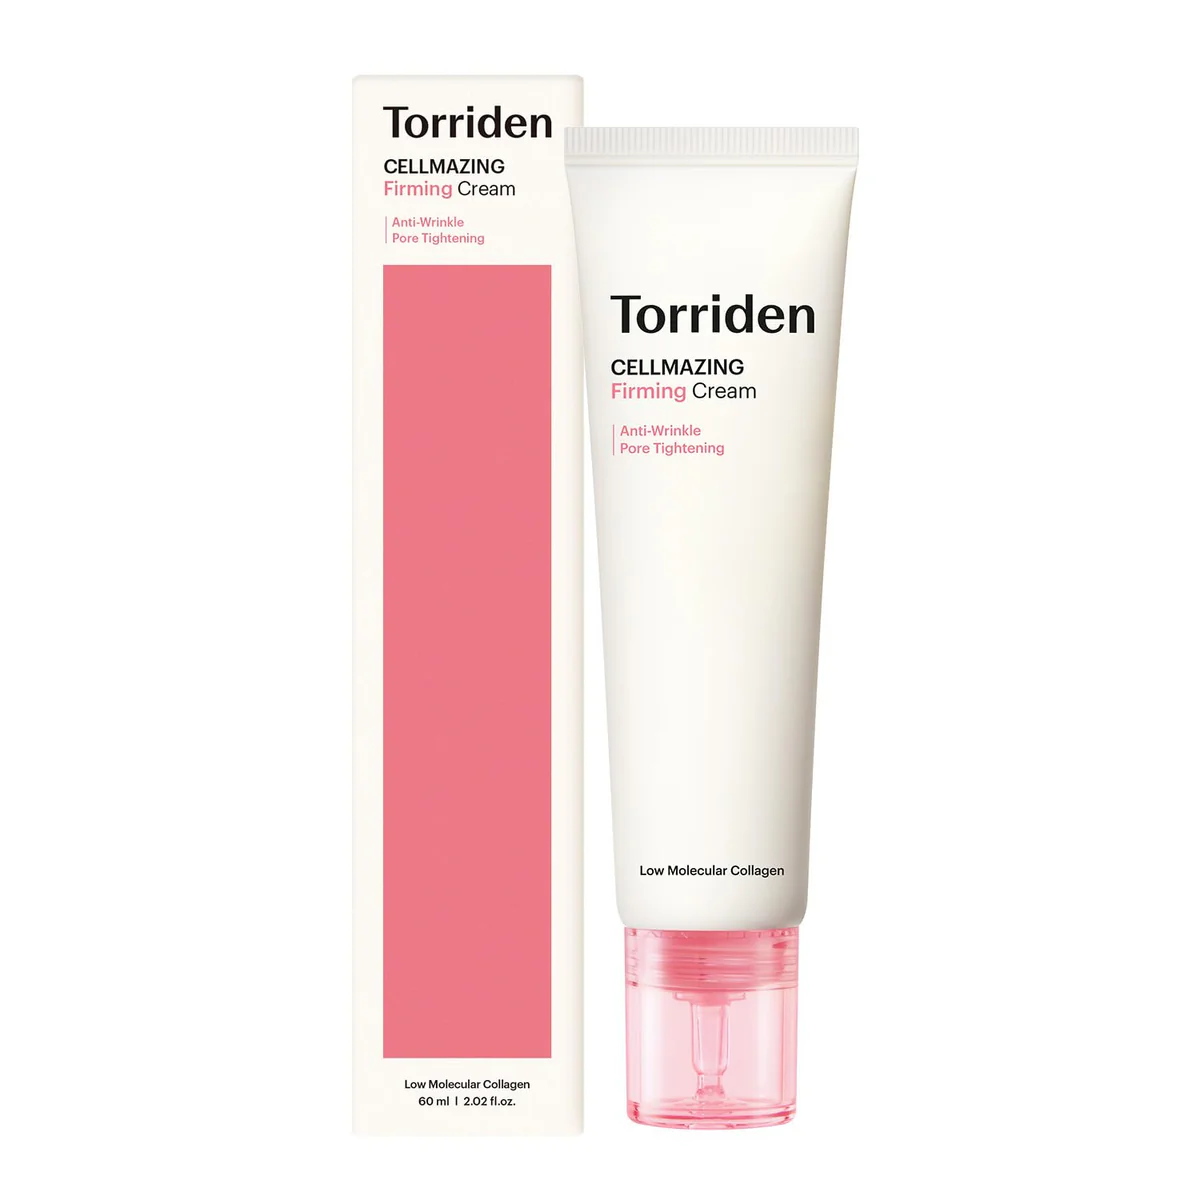 Torriden
CELLMAZING
Firming Cream
Anti-Wrinkle
Pore Tightening
Low Molecular Collagen
60 ml | 2.02 fl.oz.
Torriden
CELLMAZING
Firming Cream
Anti-Wrinkle
Pore Tightening
Low Molecular Collagen